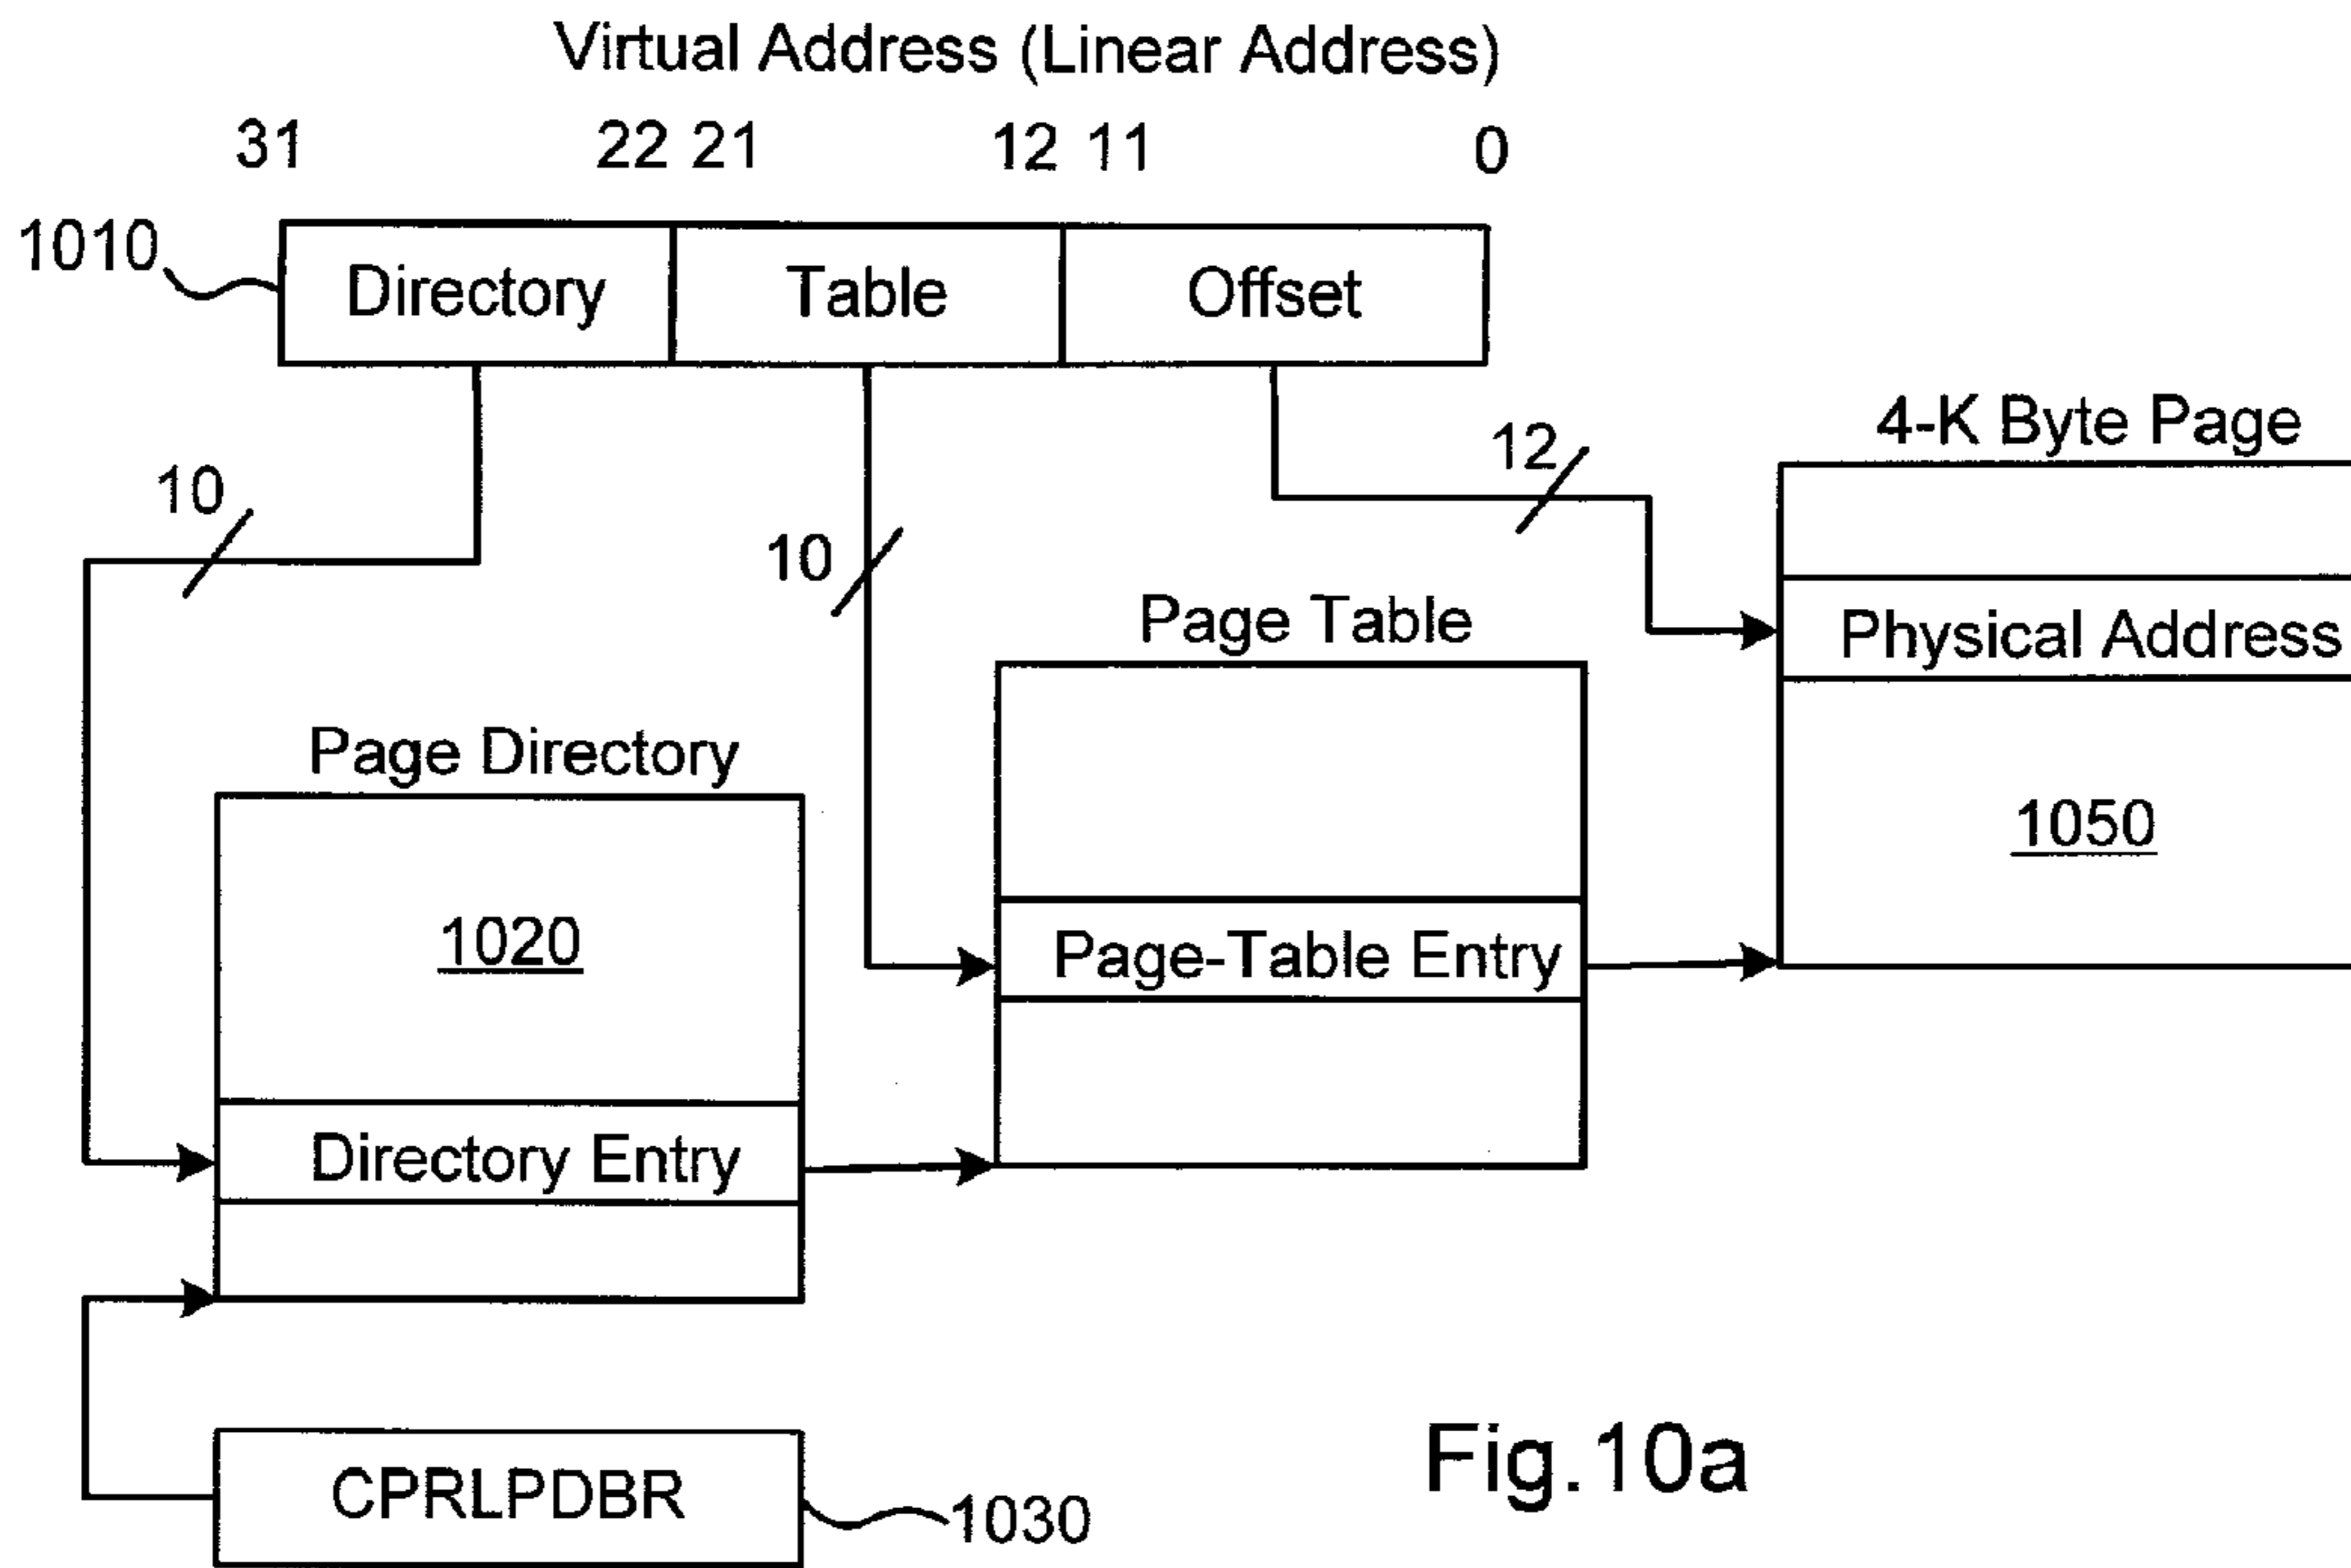 Virtual Address (Linear Address)
31 22 21 12 11 0
1010
Directory Table Offset
4-K Byte Page
12
10
10
Physical Address
Page Table
Page Directory
1050
1020
Page-Table Entry
Directory Entry
CPRLPDBR
1030
Fig.10a